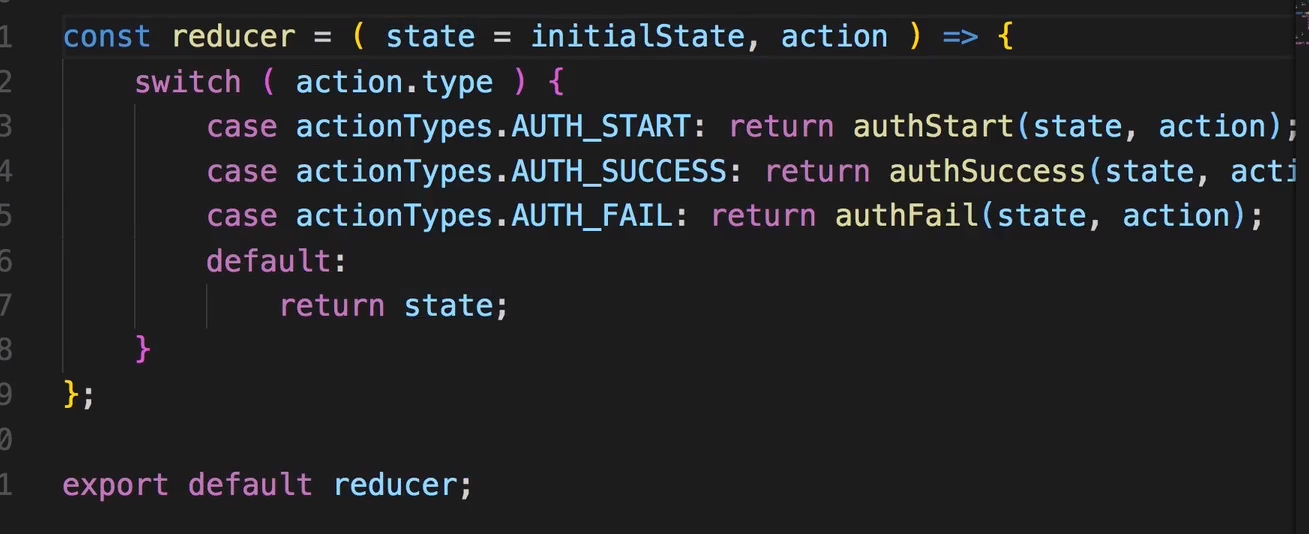 1 const reducer = ( state = initialState, action ) => {
2     switch ( action.type ) {
3         case actionTypes.AUTH_START: return authStart(state, action);
4         case actionTypes.AUTH_SUCCESS: return authSuccess(state, acti
5         case actionTypes.AUTH_FAIL: return authFail(state, action);
6         default:
7             return state;
8     }
9 };
0
1 export default reducer;